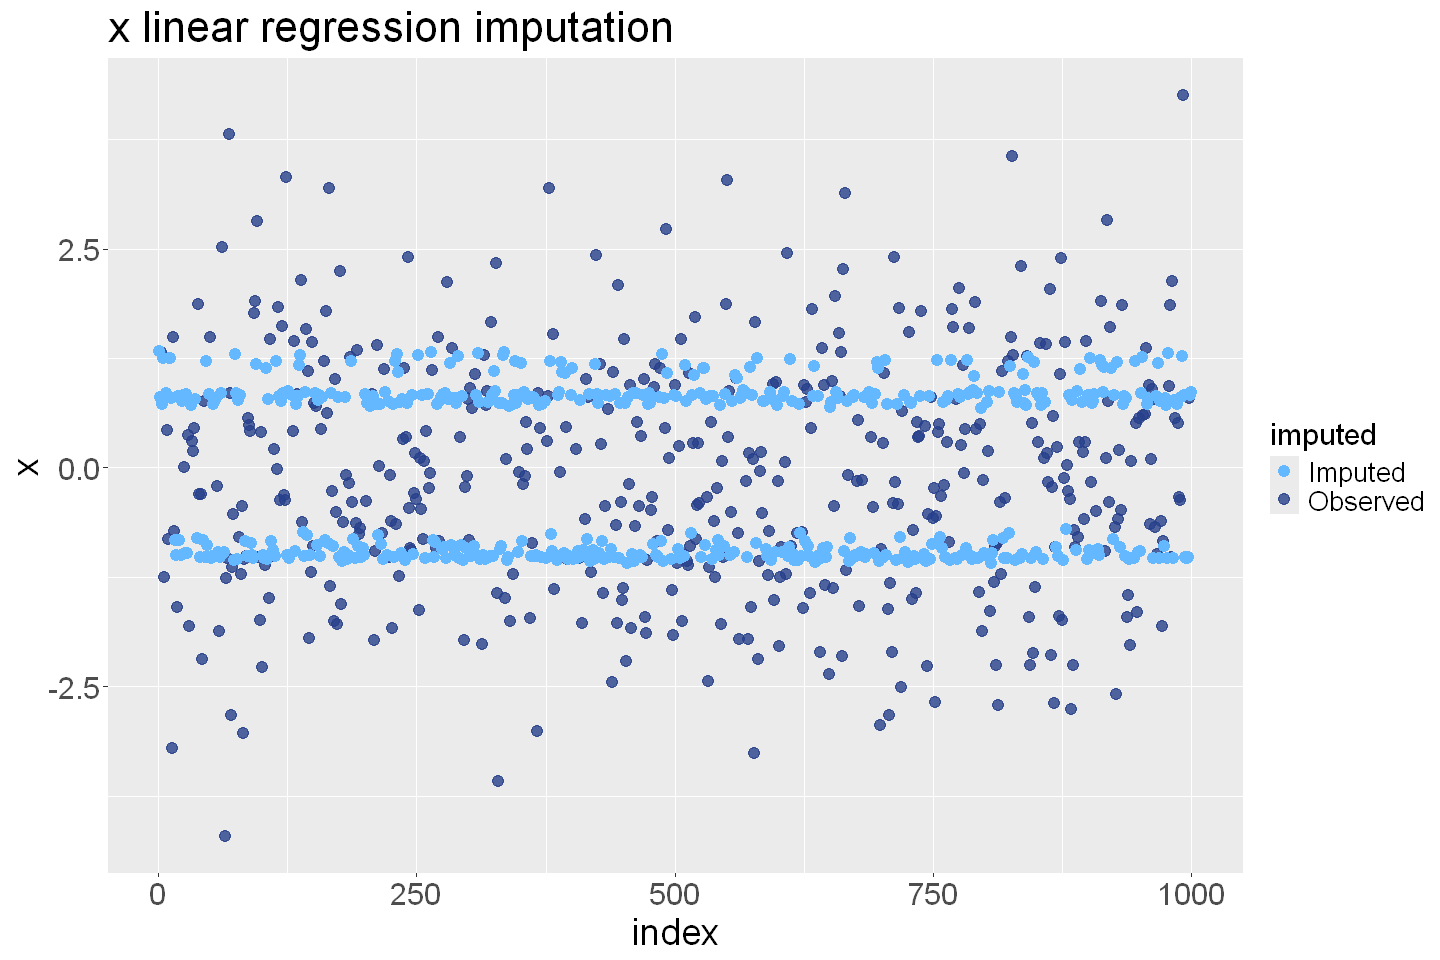 x linear regression imputation
x
2.5
0.0
-2.5
0
250
500
750
1000
index
imputed
Imputed
Observed